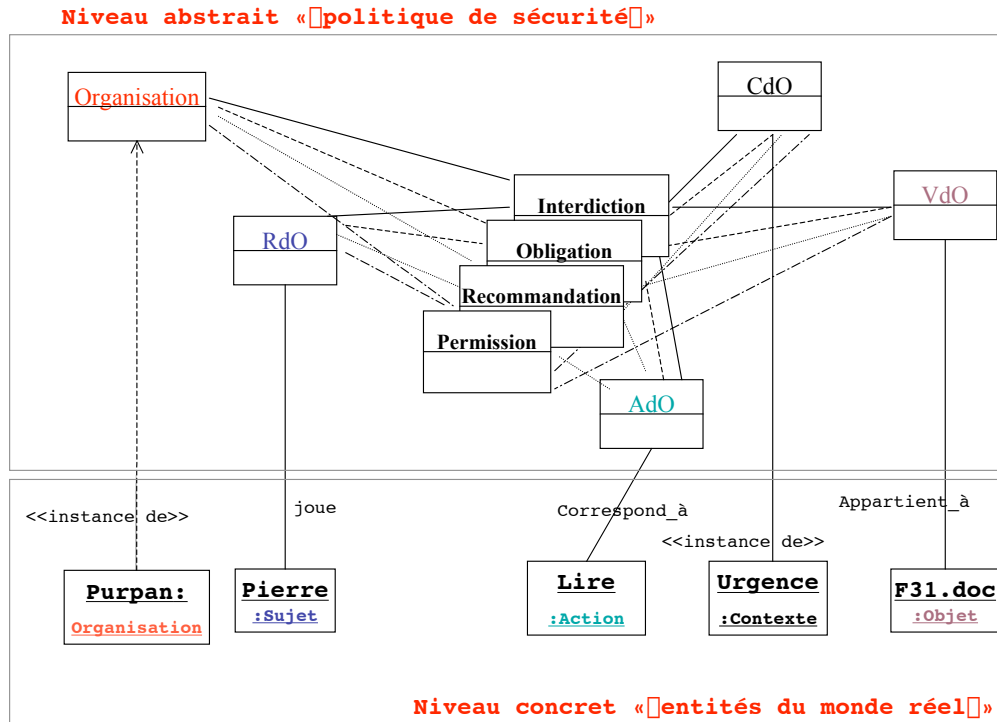 Niveau abstrait «▯politique de sécurité▯»
Organisation
CdO
VdO
Interdiction
RdO
Obligation
Recommandation
Permission
AdO
<<instance de>>
joue
Correspond_à
Appartient_à
<<instance de>>
Purpan:
Organisation
Pierre
:Sujet
Lire
:Action
Urgence
:Contexte
F31.doc
:Objet
Niveau concret «▯entités du monde réel▯»